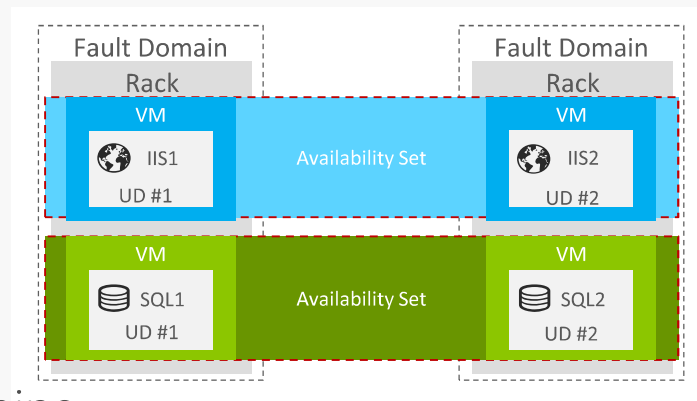 Fault Domain
Fault Domain
Rack
Rack
VM
VM
IIS1
Availability Set
IIS2
UD #1
UD #2
VM
VM
SQL1
Availability Set
SQL2
UD #1
UD #2